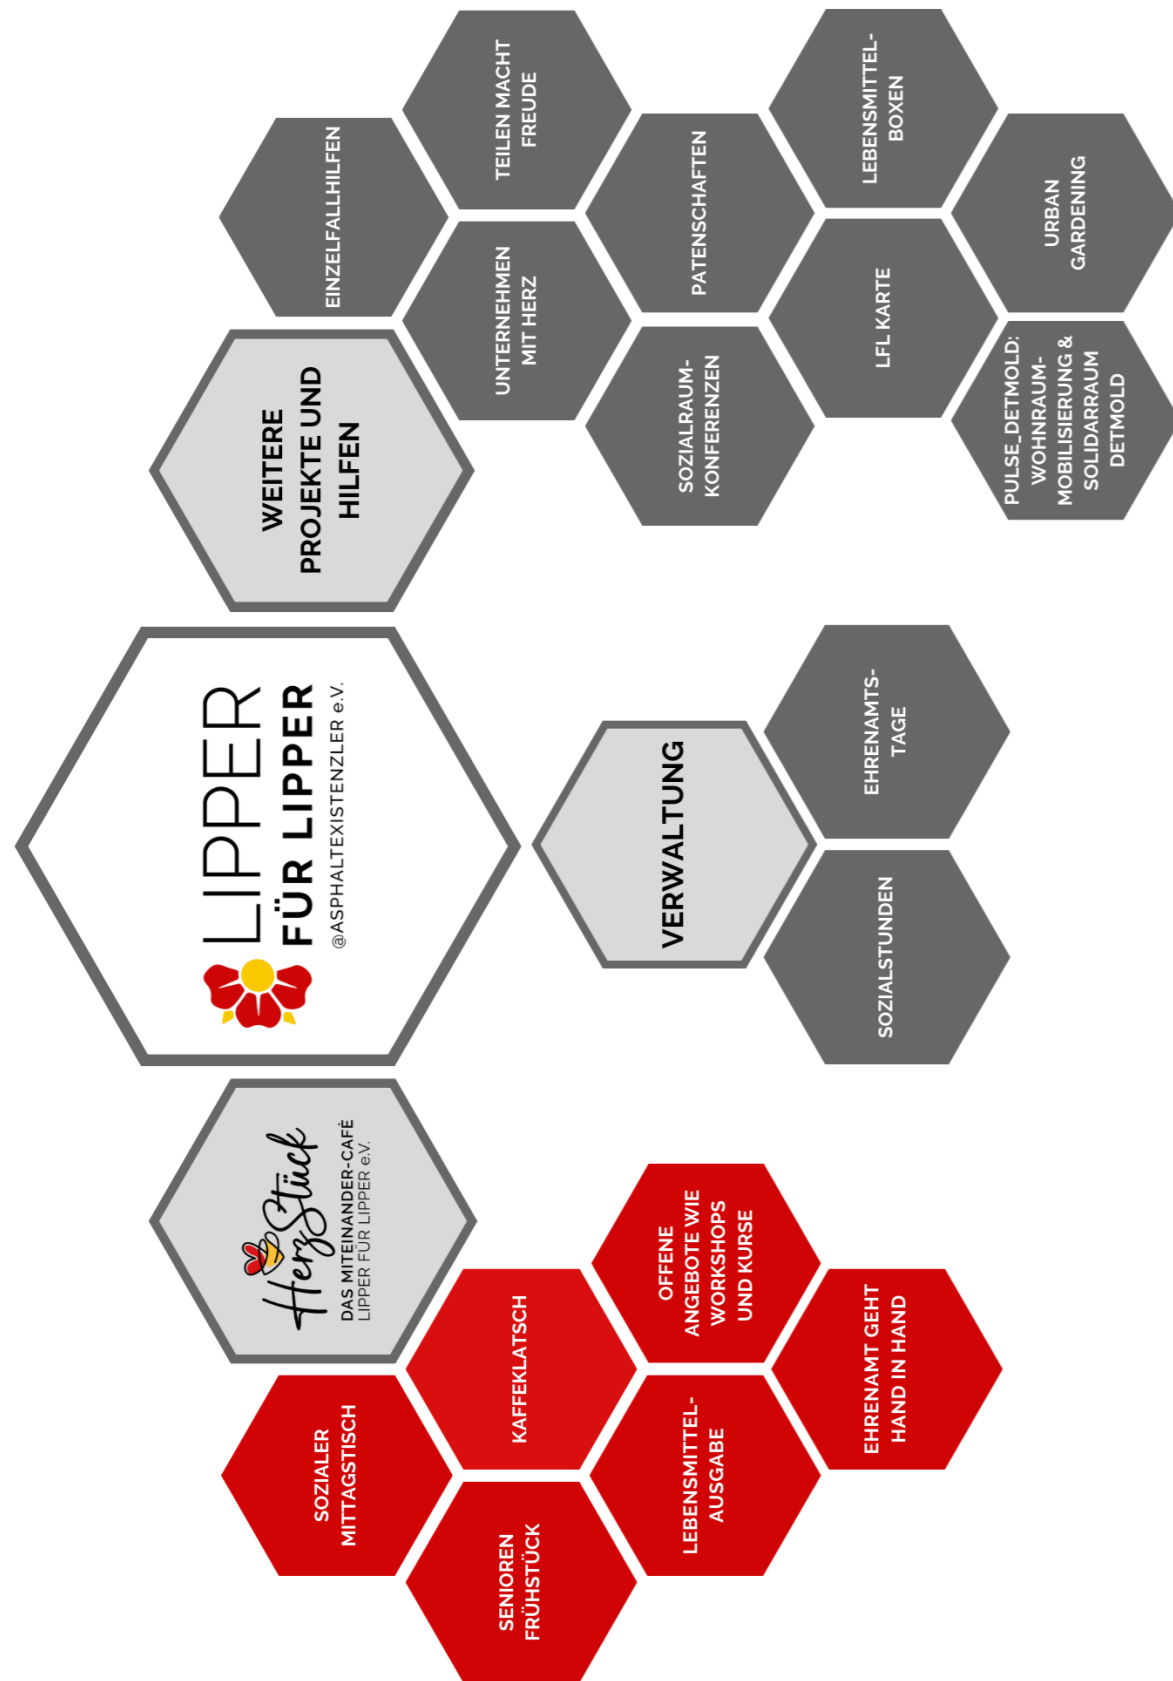 LIPPER
FÜR LIPPER
@ASPHALTEXISTENZLER e.V.
HerzStück
DAS MITEINANDER-CAFÈ
LIPPER FÜR LIPPER e.V.
SOZIALER
MITTAGSTISCH
KAFFEKLATSCH
SENIOREN
FRÜHSTÜCK
OFFENE
ANGEBOTE WIE
WORKSHOPS
UND KURSE
LEBENSMITTEL-
AUSGABE
EHRENAMT GEHT
HAND IN HAND
VERWALTUNG
SOZIALSTUNDEN
EHRENAMTS-
TAGE
WEITERE
PROJEKTE UND
HILFEN
EINZELFALLHILFEN
UNTERNEHMEN
MIT HERZ
TEILEN MACHT
FREUDE
SOZIALRAUM-
KONFERENZEN
PATENSCHAFTEN
LFL KARTE
LEBENSMITTEL-
BOXEN
PULSE_DETMOLD:
WOHNRAUM-
MOBILISIERUNG &
SOLIDARRAUM
DETMOLD
URBAN
GARDENING